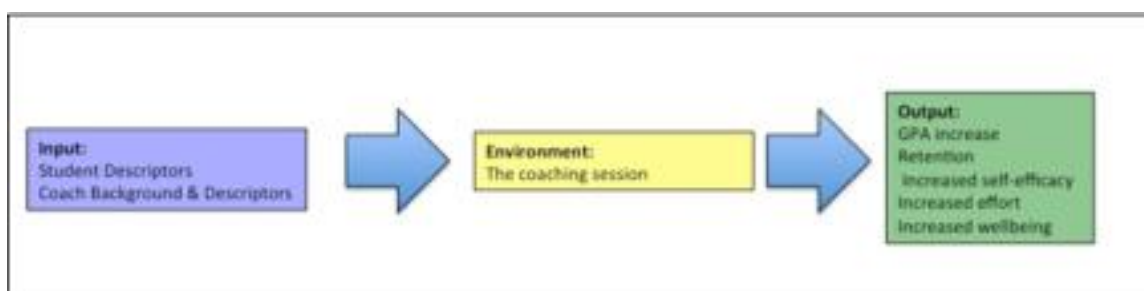 Input:
Student Descriptors
Coach Background & Descriptors
Environment:
The coaching session
Output:
GPA increase
Retention
Increased self-efficacy
Increased effort
Increased wellbeing